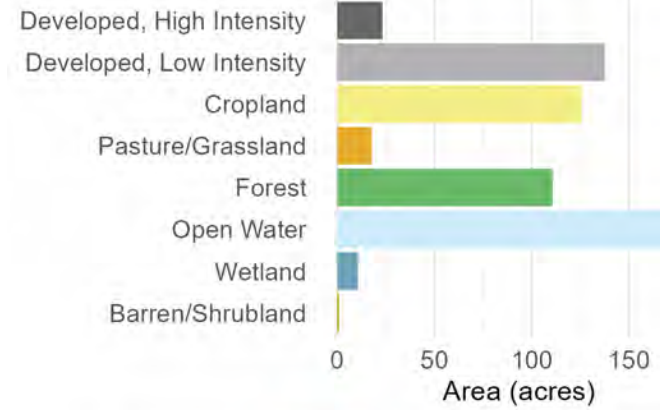 Developed, High Intensity
Developed, Low Intensity
Cropland
Pasture/Grassland
Forest
Open Water
Wetland
Barren/Shrubland
0 50 100 150
Area (acres)